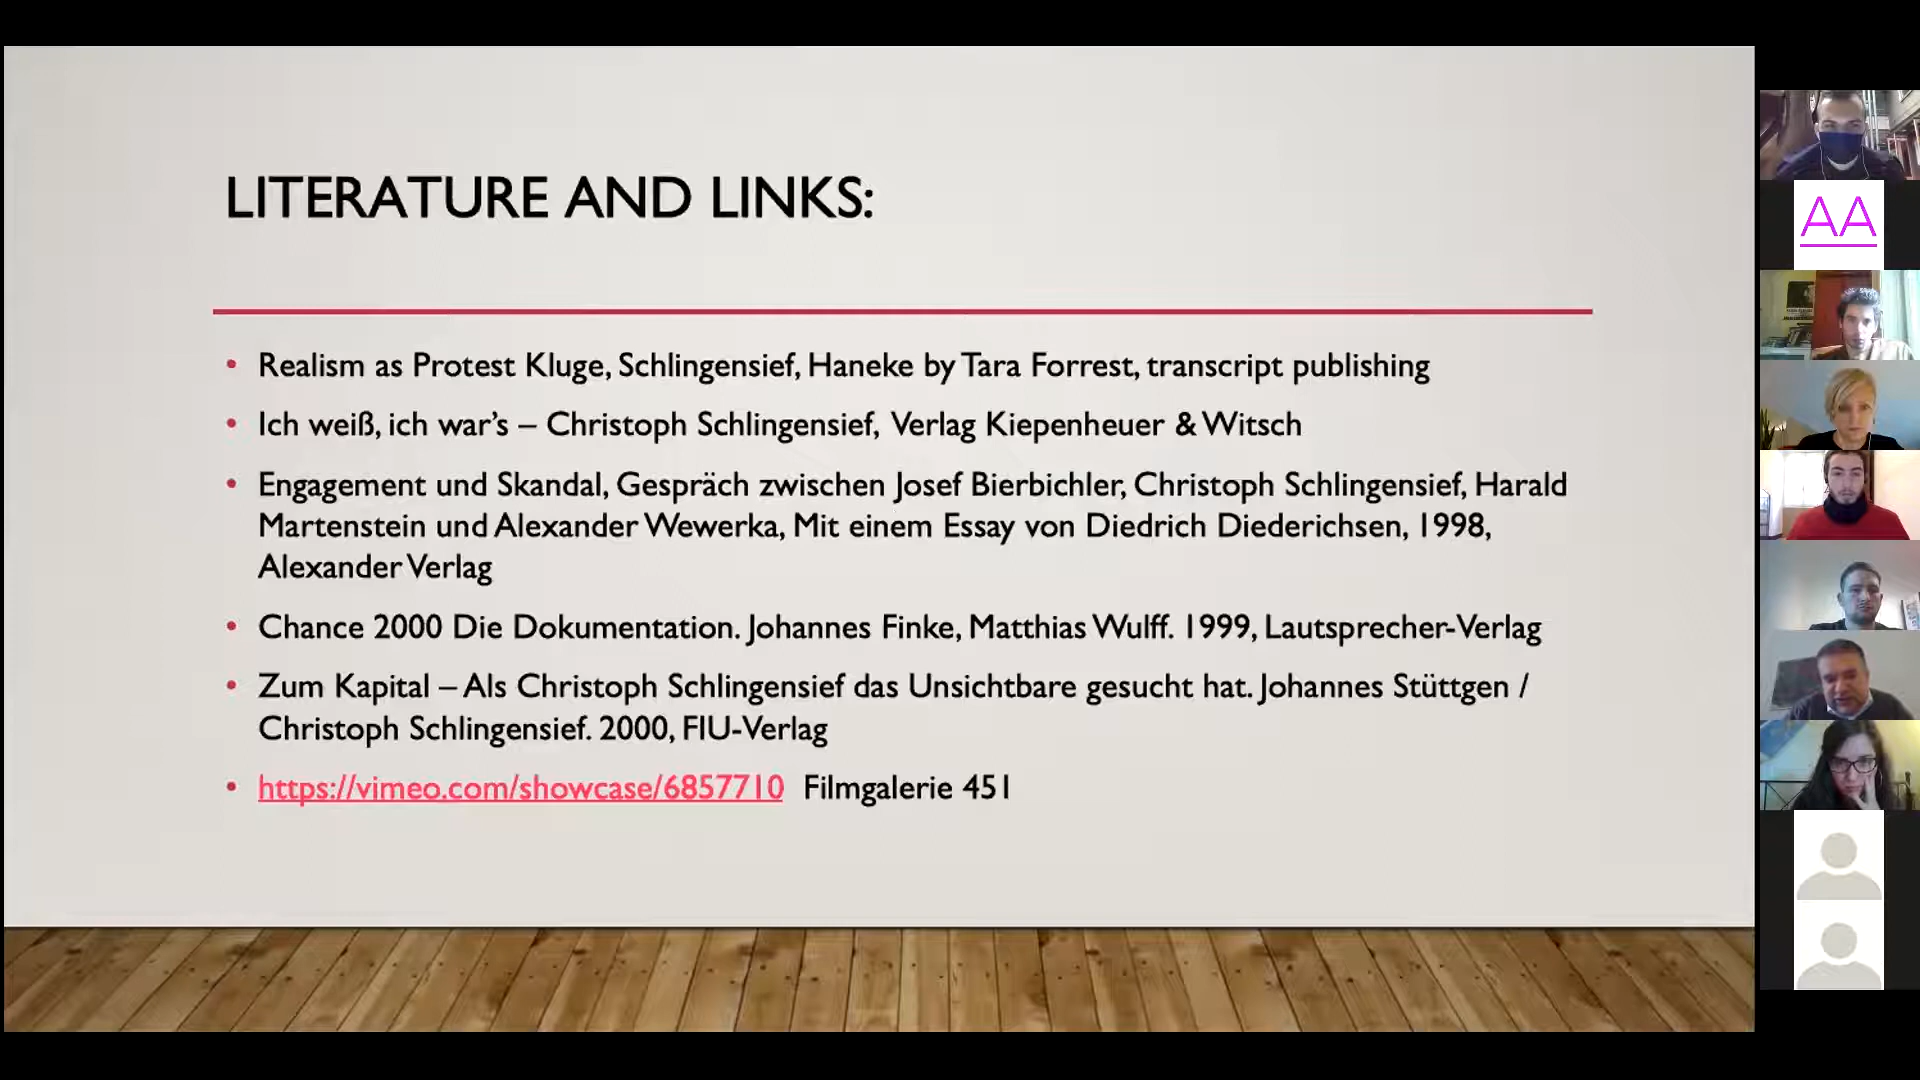 LITERATURE AND LINKS:
• Realism as Protest Kluge, Schlingensief, Haneke by Tara Forrest, transcript publishing
• Ich weiß, ich war’s – Christoph Schlingensief, Verlag Kiepenheuer & Witsch
• Engagement und Skandal, Gespräch zwischen Josef Bierbichler, Christoph Schlingensief, Harald
Martenstein und Alexander Wewerka, Mit einem Essay von Diedrich Diederichsen, 1998,
Alexander Verlag
• Chance 2000 Die Dokumentation. Johannes Finke, Matthias Wulff. 1999, Lautsprecher-Verlag
• Zum Kapital – Als Christoph Schlingensief das Unsichtbare gesucht hat. Johannes Stüttgen /
Christoph Schlingensief. 2000, FIU-Verlag
• https://vimeo.com/showcase/6857710 Filmgalerie 451
AA